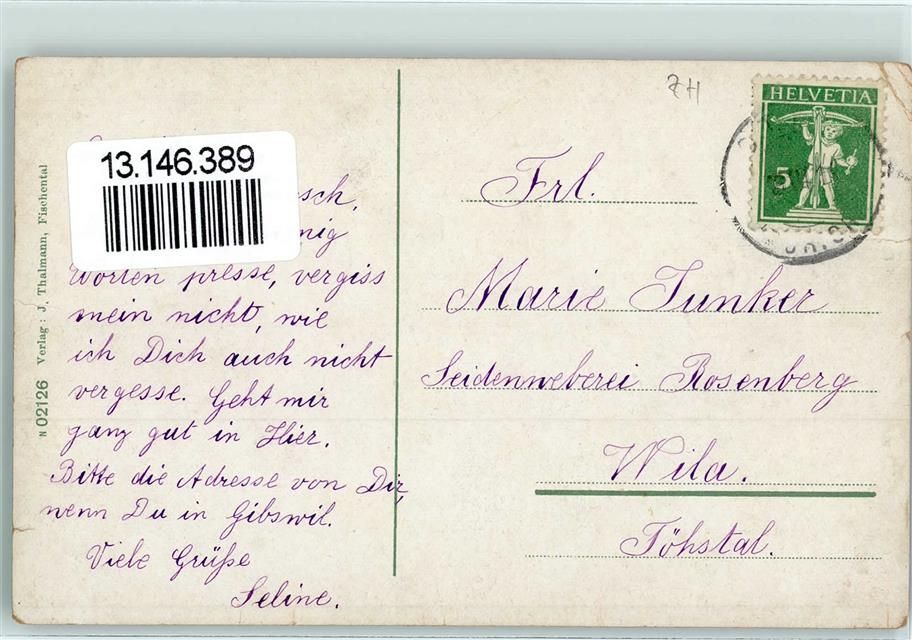 13.146.389
sch,
nig
Worten presse, vergiss
mein nicht, wie
ich Dich auch nicht
vergesse. Geht mir
ganz gut in Hier.
Bitte die Adresse von Dir,
wenn Du in Gibswil.
Viele Grüße
Seline.
N 02126 Verlag: J. Thalmann, Fischental
ZH
HELVETIA
5
Frl.
Marie Junker
Seidenweberei Rosenberg
Wila.
Töhstal.